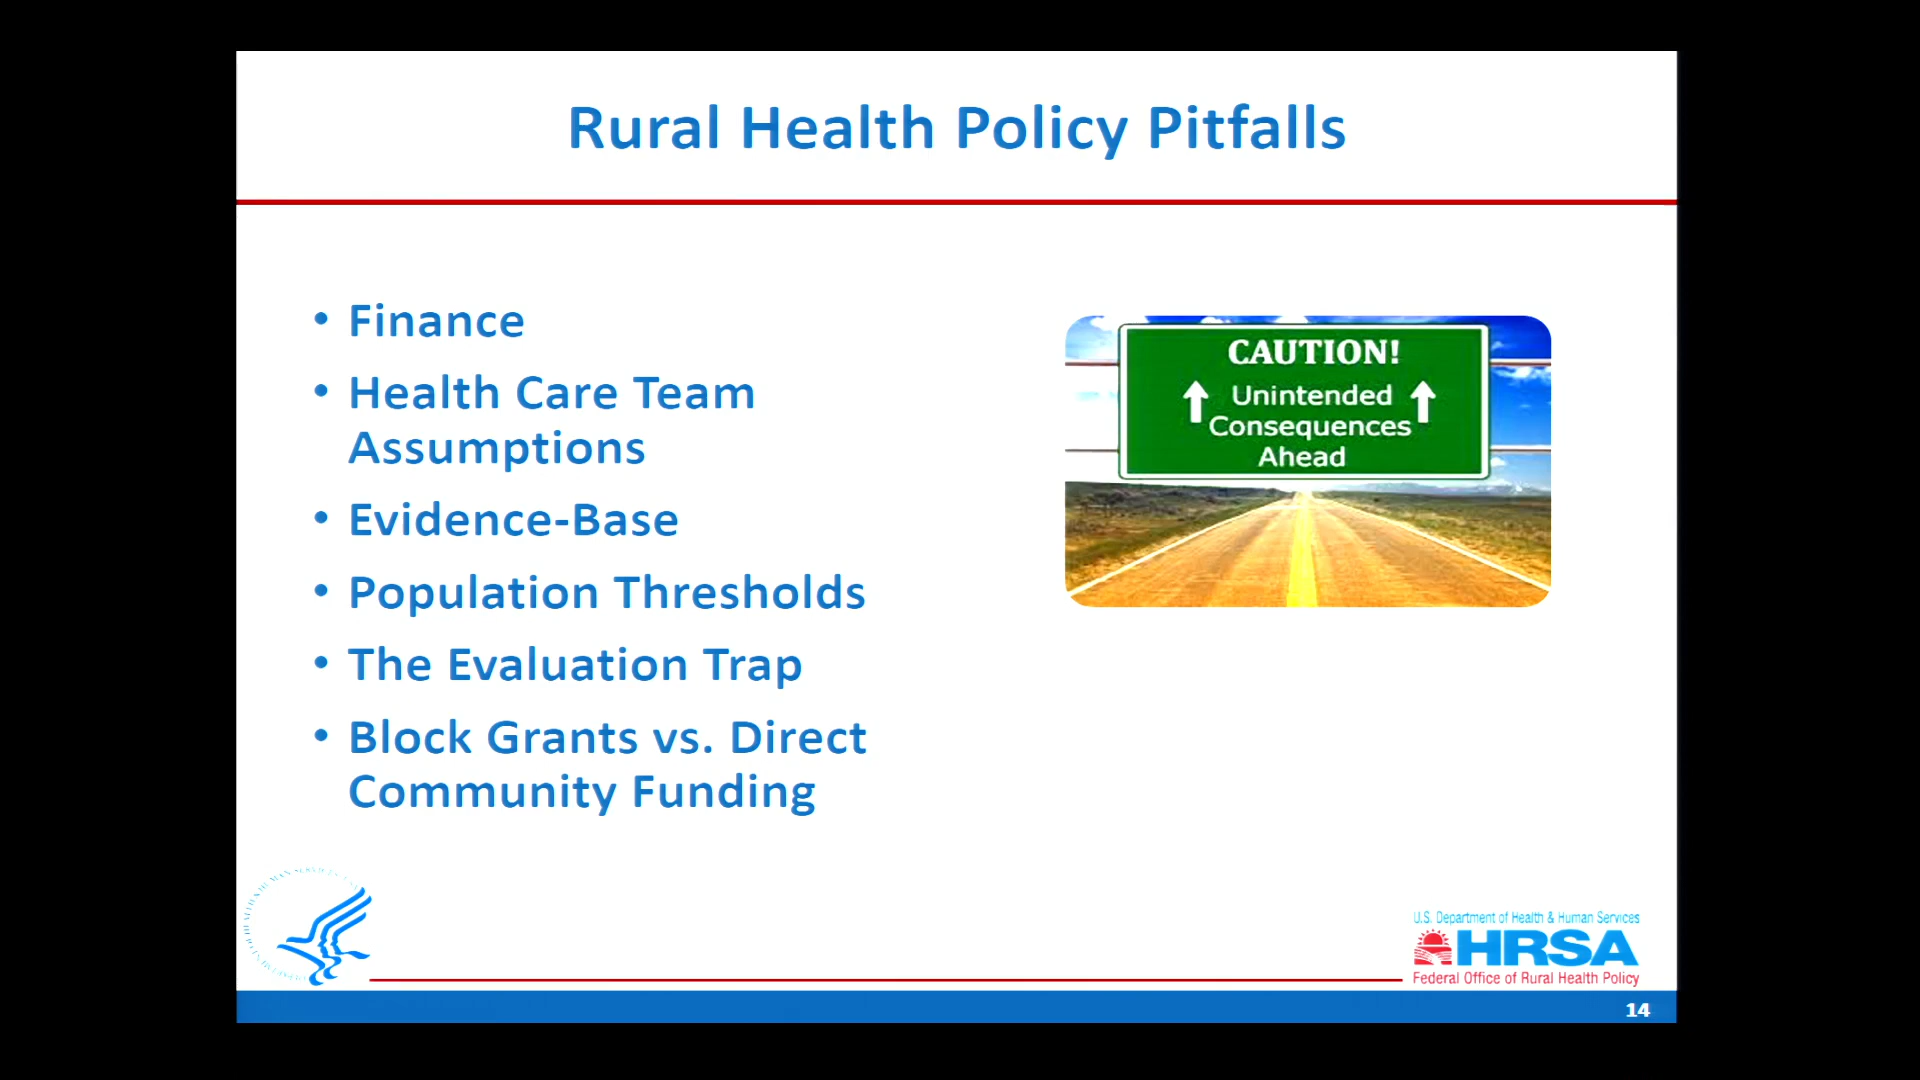 Rural Health Policy Pitfalls
• Finance
• Health Care Team
Assumptions
• Evidence-Base
• Population Thresholds
• The Evaluation Trap
• Block Grants vs. Direct
Community Funding
CAUTION!
Unintended
Consequences
Ahead
U.S. Department of Health & Human Services
HRSA
Federal Office of Rural Health Policy
14